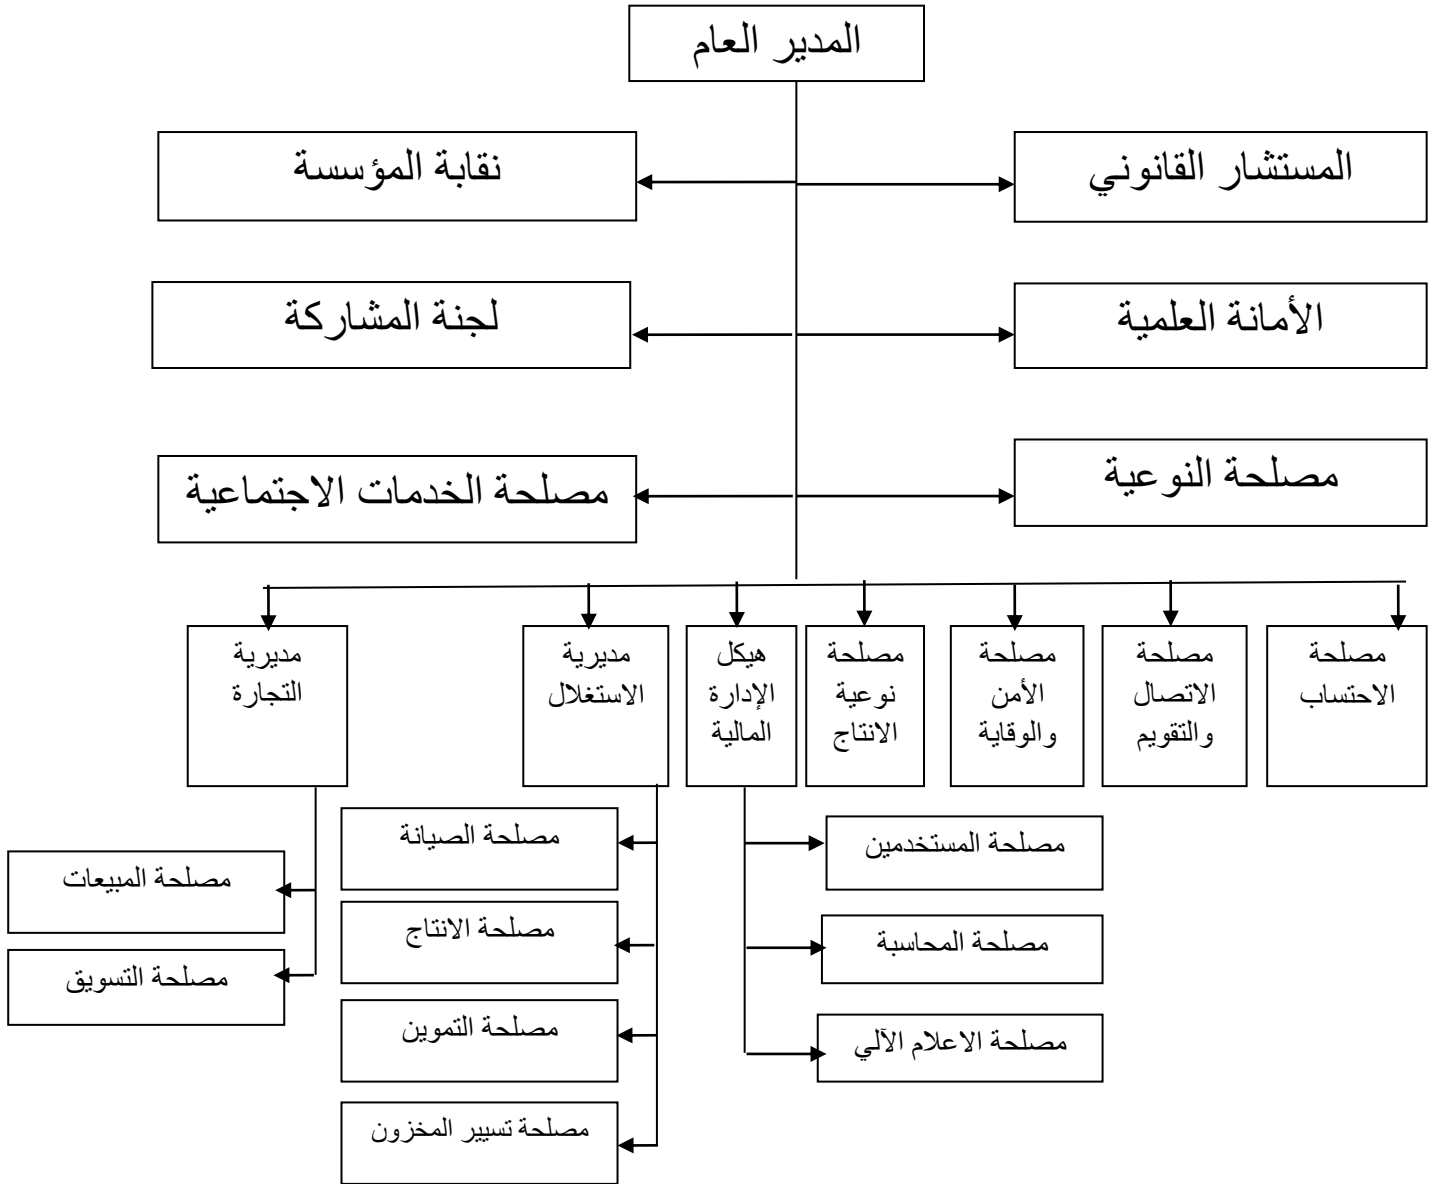 المدير العام
المستشار القانوني
نقابة المؤسسة
الأمانة العلمية
لجنة المشاركة
مصلحة النوعية
مصلحة الخدمات الاجتماعية
مصلحة
الاحتساب
مصلحة
الاتصال
والتقويم
مصلحة
الأمن
والوقاية
مصلحة
نوعية
الانتاج
هيكل
الإدارة
المالية
مديرية
الاستغلال
مديرية
التجارة
مصلحة المستخدمين
مصلحة المحاسبة
مصلحة الاعلام الآلي
مصلحة الصيانة
مصلحة الانتاج
مصلحة التموين
مصلحة تسيير المخزون
مصلحة المبيعات
مصلحة التسويق